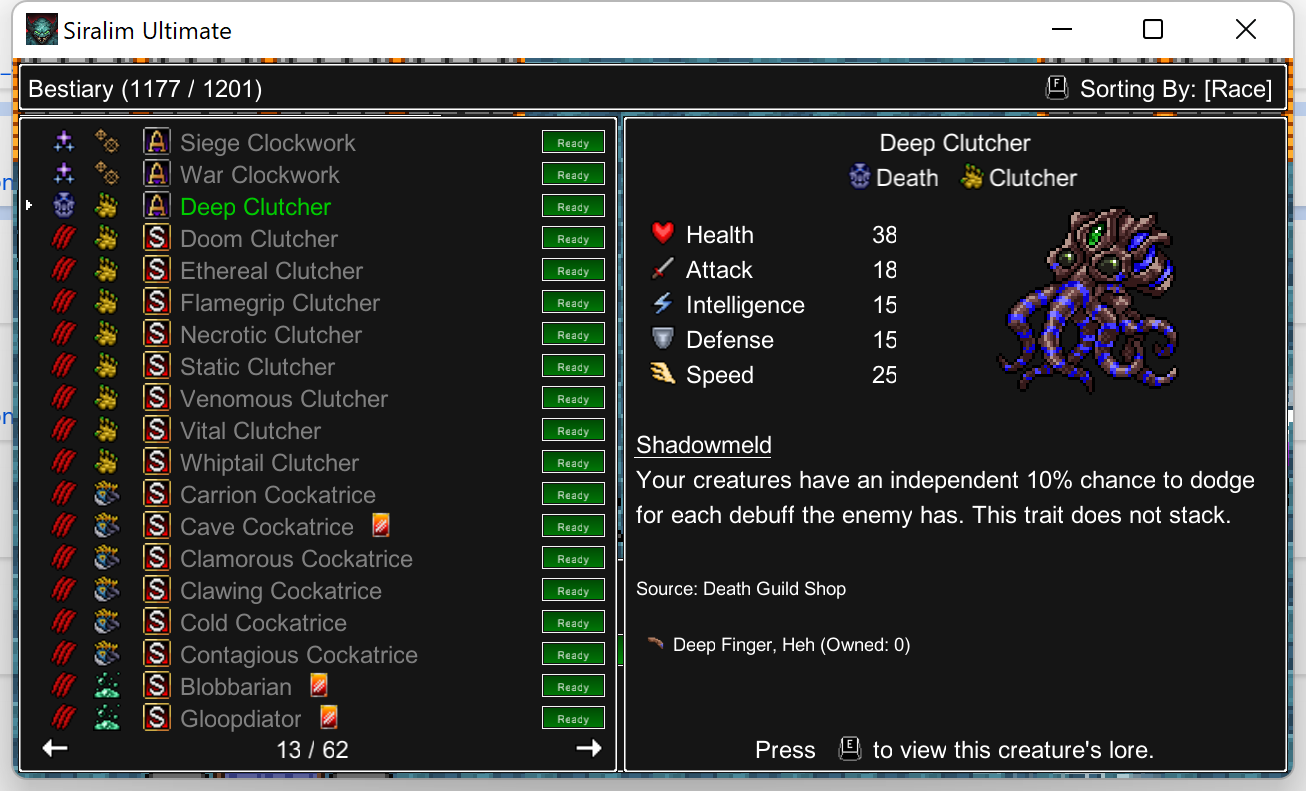 Siralim Ultimate
Bestiary (1177 / 1201)
F Sorting By: [Race]
A Siege Clockwork Ready
A War Clockwork Ready
A Deep Clutcher Ready
S Doom Clutcher Ready
S Ethereal Clutcher Ready
S Flamegrip Clutcher Ready
S Necrotic Clutcher Ready
S Static Clutcher Ready
S Venomous Clutcher Ready
S Vital Clutcher Ready
S Whiptail Clutcher Ready
S Carrion Cockatrice Ready
S Cave Cockatrice Ready
S Clamorous Cockatrice Ready
S Clawing Cockatrice Ready
S Cold Cockatrice Ready
S Contagious Cockatrice Ready
S Blobbarian Ready
S Gloopdiator Ready
13 / 62
Deep Clutcher
Death Clutcher
Health 38
Attack 18
Intelligence 15
Defense 15
Speed 25
Shadowmeld
Your creatures have an independent 10% chance to dodge
for each debuff the enemy has. This trait does not stack.
Source: Death Guild Shop
Deep Finger, Heh (Owned: 0)
Press E to view this creature's lore.